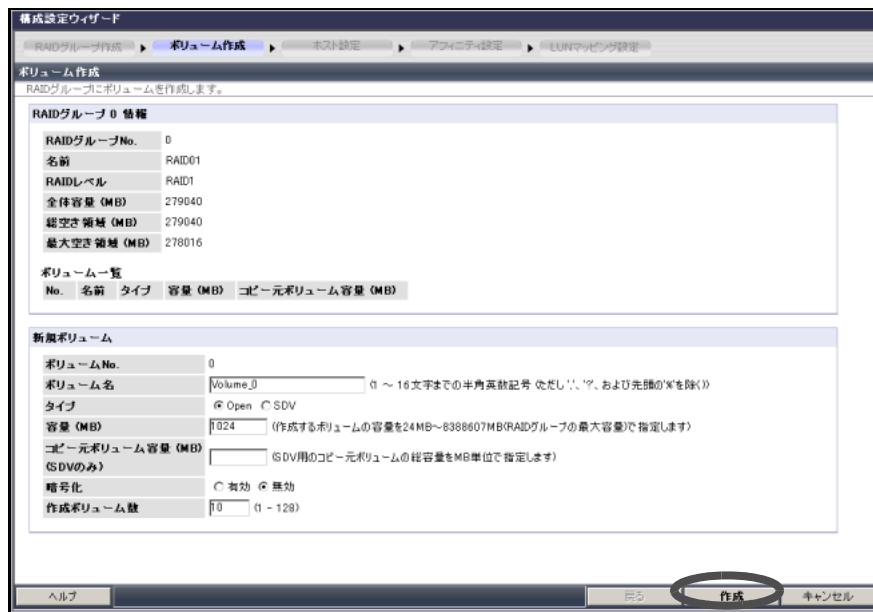 構成設定ウィザード
RAIDグループ作成 ボリューム作成 ホスト設定 アフィニティ設定 LUNマッピング設定
ボリューム作成
RAIDグループにボリュームを作成します。
RAIDグループ 0 情報
RAIDグループNo. 0
名前 RAID01
RAIDレベル RAID1
全体容量 (MB) 279040
総空き領域 (MB) 279040
最大空き領域 (MB) 278016
ボリューム一覧
No. 名前 タイプ 容量 (MB) コピー元ボリューム容量 (MB)
新規ボリューム
ボリュームNo. 0
ボリューム名 Volume_0 (1 ～ 16文字までの半角英数記号 (ただし ','、'?'、および先頭の'%'を除く))
タイプ Open SDV
容量 (MB) 1024 (作成するボリュームの容量を24MB～8388607MB(RAIDグループの最大容量)で指定します)
コピー元ボリューム容量 (MB) (SDV用のコピー元ボリュームの総容量をMB単位で指定します)
(SDVのみ)
暗号化 有効 無効
作成ボリューム数 10 (1 - 128)
ヘルプ 戻る 作成 キャンセル